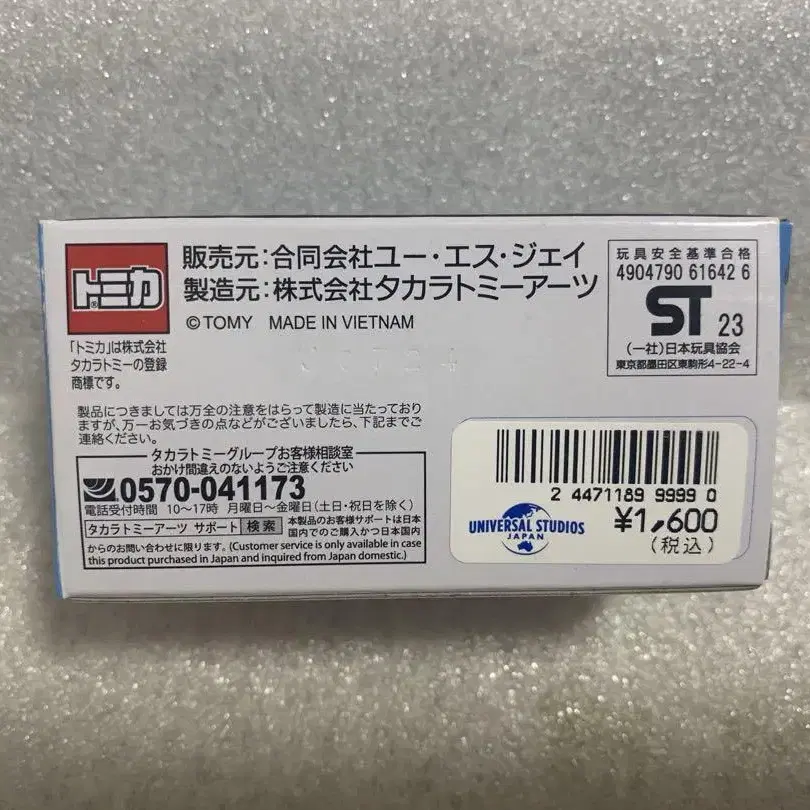 トミカ®
販売元:合同会社ユー・エス・ジェイ
製造元:株式会社タカラトミーアーツ
© TOMY MADE IN VIETNAM
「トミカ」は株式会社
タカラトミーの登録
商標です。
玩具安全基準合格
4904790 61642 6
ST 23
(一社)日本玩具協会
東京都墨田区東駒形4-22-4
製品につきましては万全の注意をはらって製造に当たっており
ますが、万一お気づきの点などがございましたら、下記までご
連絡ください。
タカラトミーグループお客様相談室
おかけ間違えのないようご注意ください
0570-041173
電話受付時間 10〜17時 月曜日〜金曜日(土・祝日を除く)
タカラトミーアーツ サポート 検索 本製品のお客様サポートは日本
国内でのご購入かつ日本国内
からのお問い合わせに限ります。(Customer service is only available in case
this product purchased in Japan and inquired from Japan domestic.)
2 4471189 9999 0
UNIVERSAL STUDIOS
JAPAN
¥1,600
(税込)